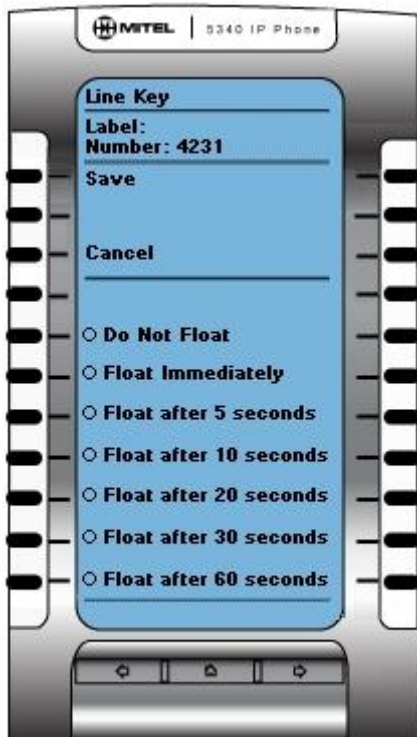 MITEL | 5340 IP Phone
Line Key
Label:
Number: 4231
Save
Cancel
Do Not Float
Float Immediately
Float after 5 seconds
Float after 10 seconds
Float after 20 seconds
Float after 30 seconds
Float after 60 seconds